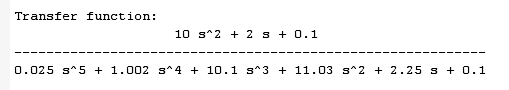 Transfer function:
10 s^2 + 2 s + 0.1
-----------------------------------------------------------
0.025 s^5 + 1.002 s^4 + 10.1 s^3 + 11.03 s^2 + 2.25 s + 0.1